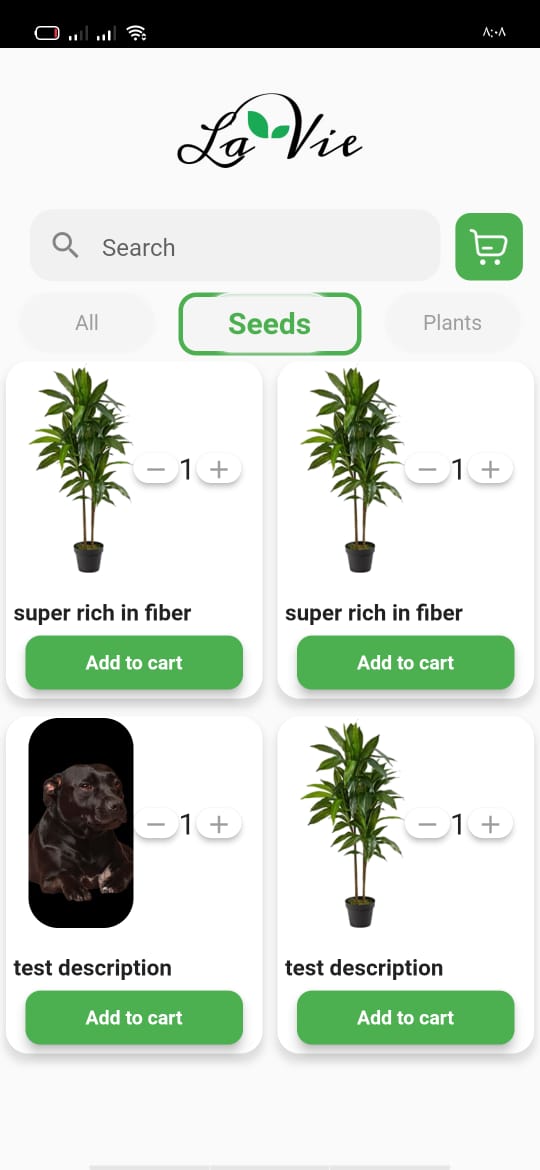 ٨:٠٨
La Vie
Search
All
Seeds
Plants
1
1
super rich in fiber
super rich in fiber
Add to cart
Add to cart
1
1
test description
test description
Add to cart
Add to cart